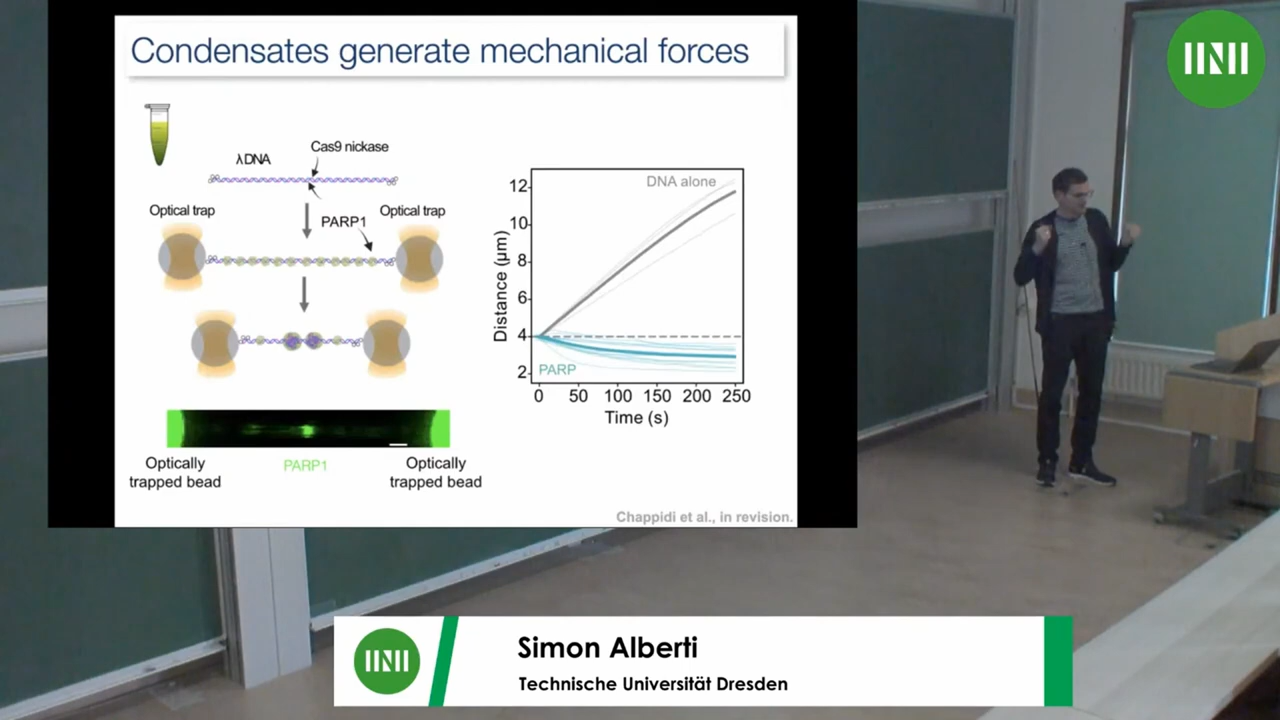 Condensates generate mechanical forces
Cas9 nickase
λDNA
PARP1
Optical trap
Optical trap
Optically
trapped bead
PARP1
Optically
trapped bead
Distance (μm)
12
10
8
6
4
2
DNA alone
PARP
0 50 100 150 200 250
Time (s)
Chappidi et al., in revision.
Simon Alberti
Technische Universität Dresden